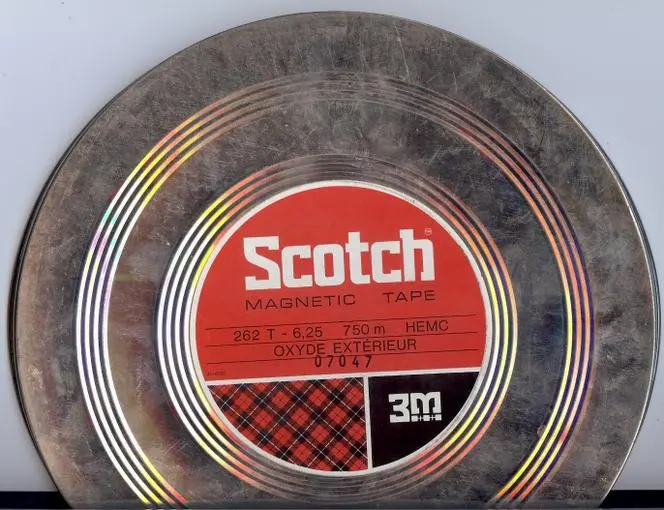 Scotch
MAGNETIC TAPE
262 T - 6,25 750 m HEMC
OXYDE EXTÉRIEUR
07047
3M